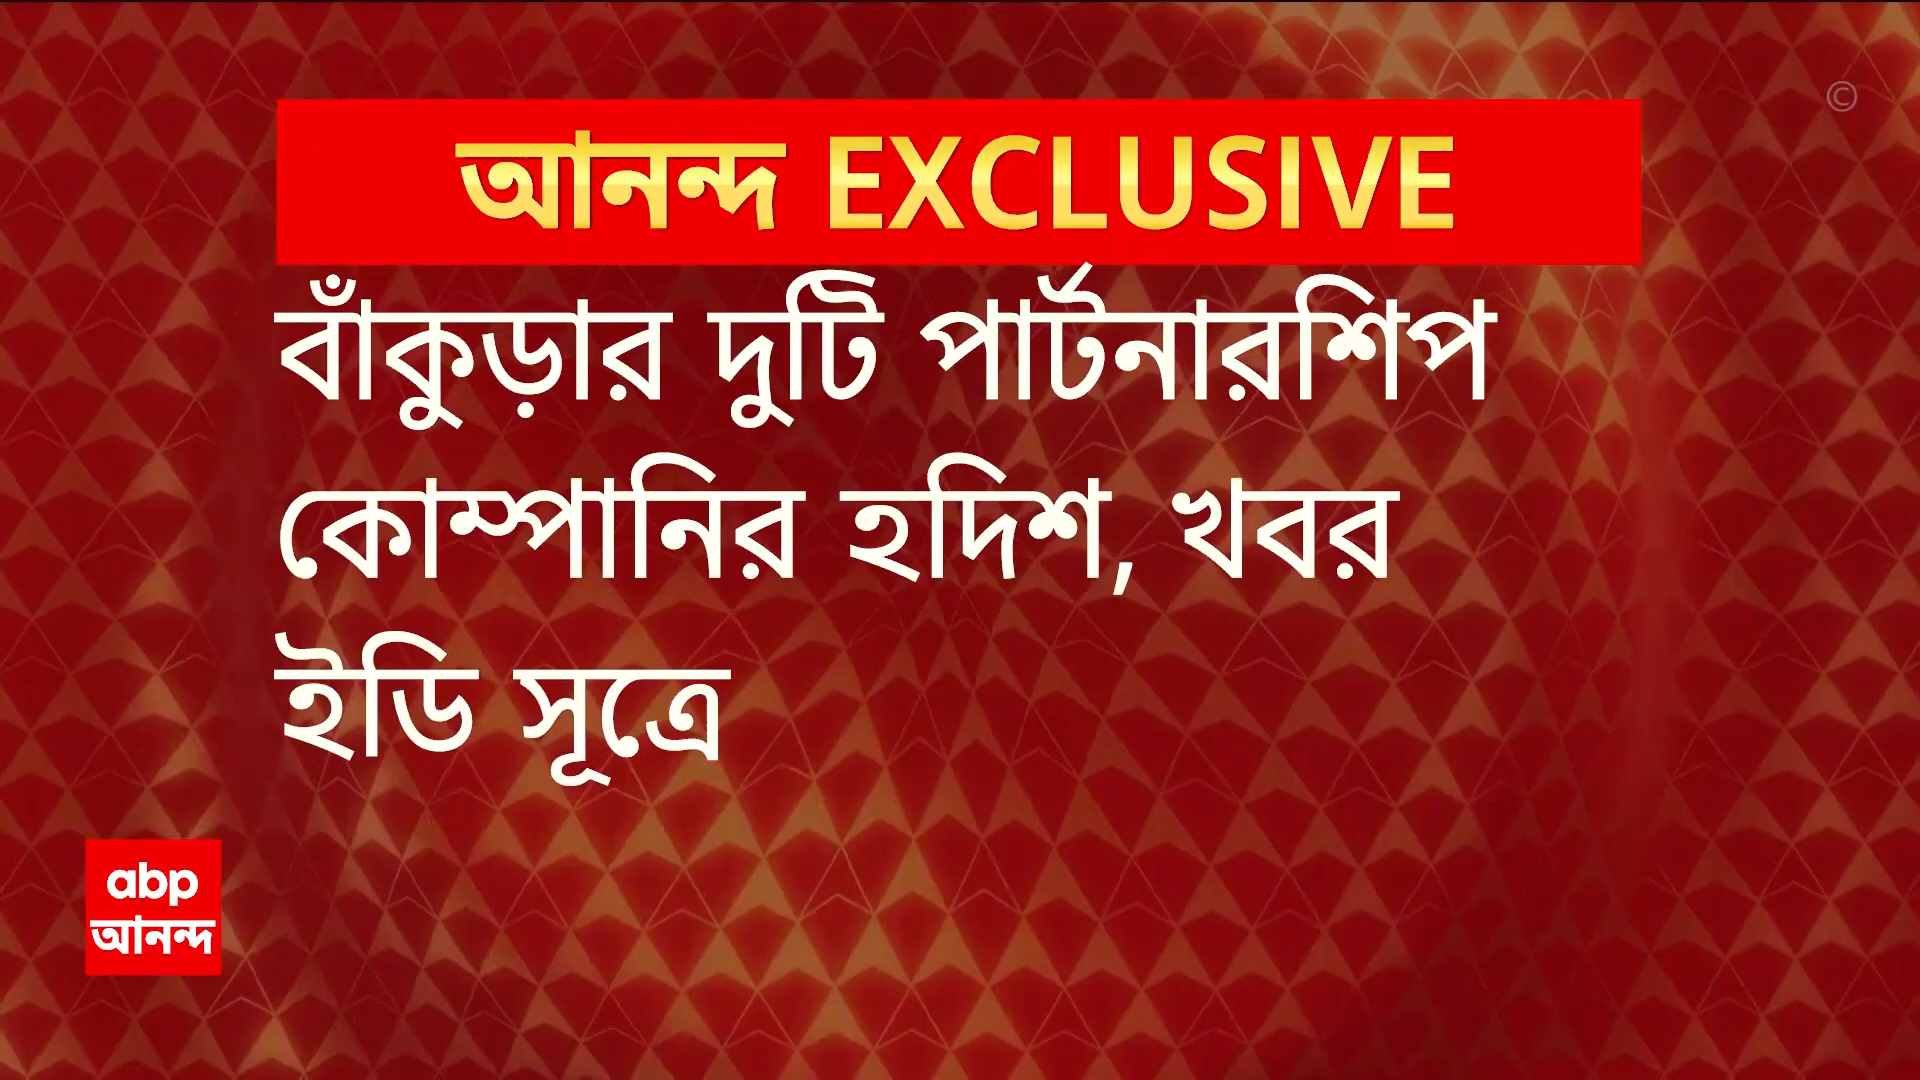 ©
আনন্দ EXCLUSIVE
বাঁকুড়ার দুটি পার্টনারশিপ
কোম্পানির হদিশ, খবর
ইডি সূত্রে
abp
আনন্দ